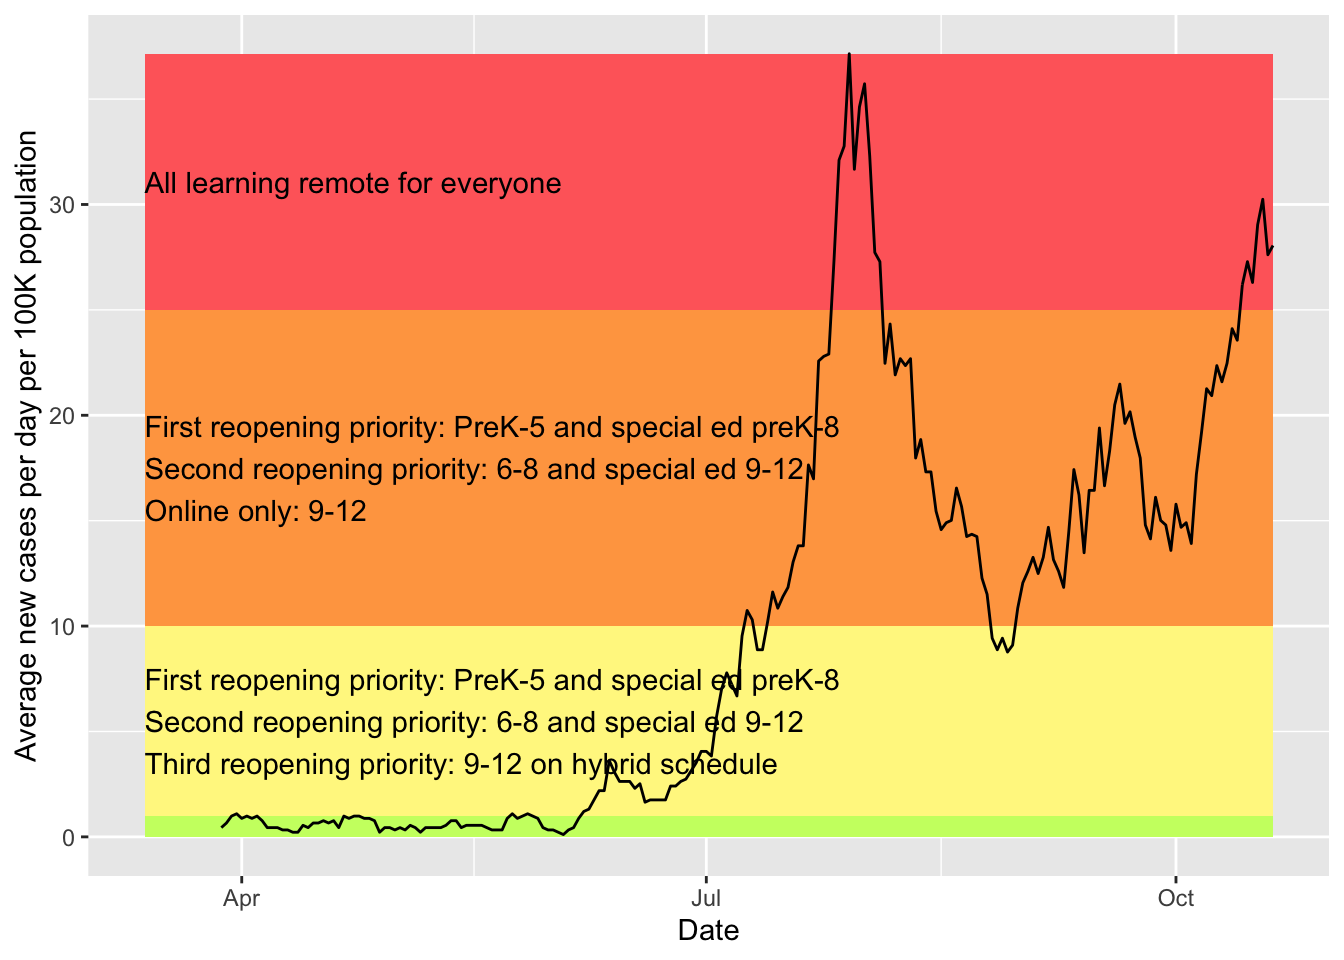 Average new cases per day per 100K population
30
20
10
0
All learning remote for everyone
First reopening priority: PreK-5 and special ed preK-8
Second reopening priority: 6-8 and special ed 9-12
Online only: 9-12
First reopening priority: PreK-5 and special ed preK-8
Second reopening priority: 6-8 and special ed 9-12
Third reopening priority: 9-12 on hybrid schedule
Apr
Jul
Oct
Date